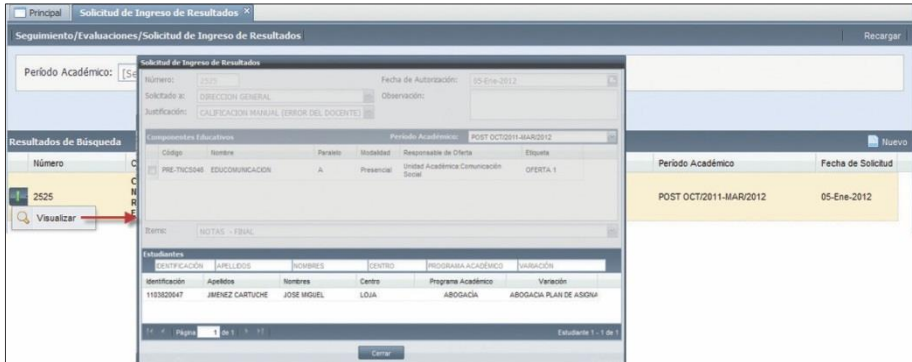 Principal Solicitud de Ingreso de Resultados ×
Seguimiento/Evaluaciones/Solicitud de Ingreso de Resultados Recargar
Período Académico: [Se
Solicitud de Ingreso de Resultados
Número: 2525 Fecha de Autorización: 05-Ene-2012
Solicitado a: DIRECCION GENERAL Observación:
Justificación: CALIFICACION MANUAL (ERROR DEL DOCENTE)
Componentes Educativos Período Académico: POST OCT/2011-MAR/2012
Código Nombre Paralelo Modalidad Responsable de Oferta Etiqueta
PRE-TNCS046 EDUCOMUNICACION A Presencial Unidad Académica Comunicación Social OFERTA 1
Items: NOTAS - FINAL
Estudiantes
IDENTIFICACIÓN APELLIDOS NOMBRES CENTRO PROGRAMA ACADÉMICO VARIACIÓN
Identificación Apellidos Nombres Centro Programa Académico Variación
1103820047 JIMENEZ CARTUCHE JOSE MIGUEL LOJA ABOGACÍA ABOGACIA PLAN DE ASIGNA
Página 1 de 1 Estudiante 1 - 1 de 1
Cerrar
Resultados de Búsqueda Nuevo
Número C Período Académico Fecha de Solicitud
2525 POST OCT/2011-MAR/2012 05-Ene-2012
Visualizar